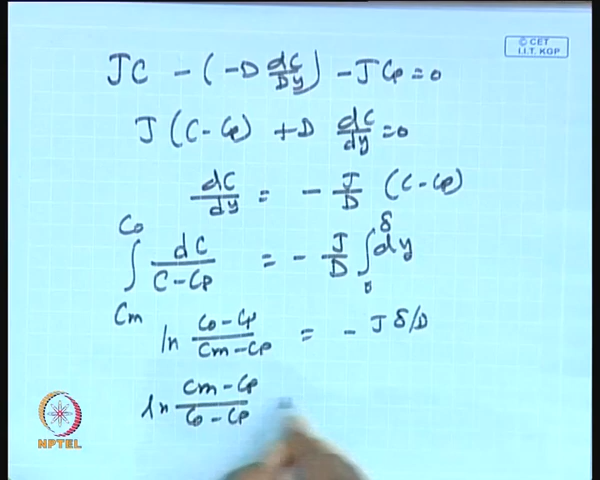 © CET
I.I.T. KGP
JC - (-D dC/Dy) - JCp = 0
J (C - Cp) + D dC/dy = 0
dC/dy = - J/D (C - Cp)
∫_{Cm}^{Co} dC/(C - Cp) = - J/D ∫_{0}^{δ} dy
ln (Co - Cp)/(Cm - Cp) = - Jδ/D
ln (Cm - Cp)/(Co - Cp) =
NPTEL